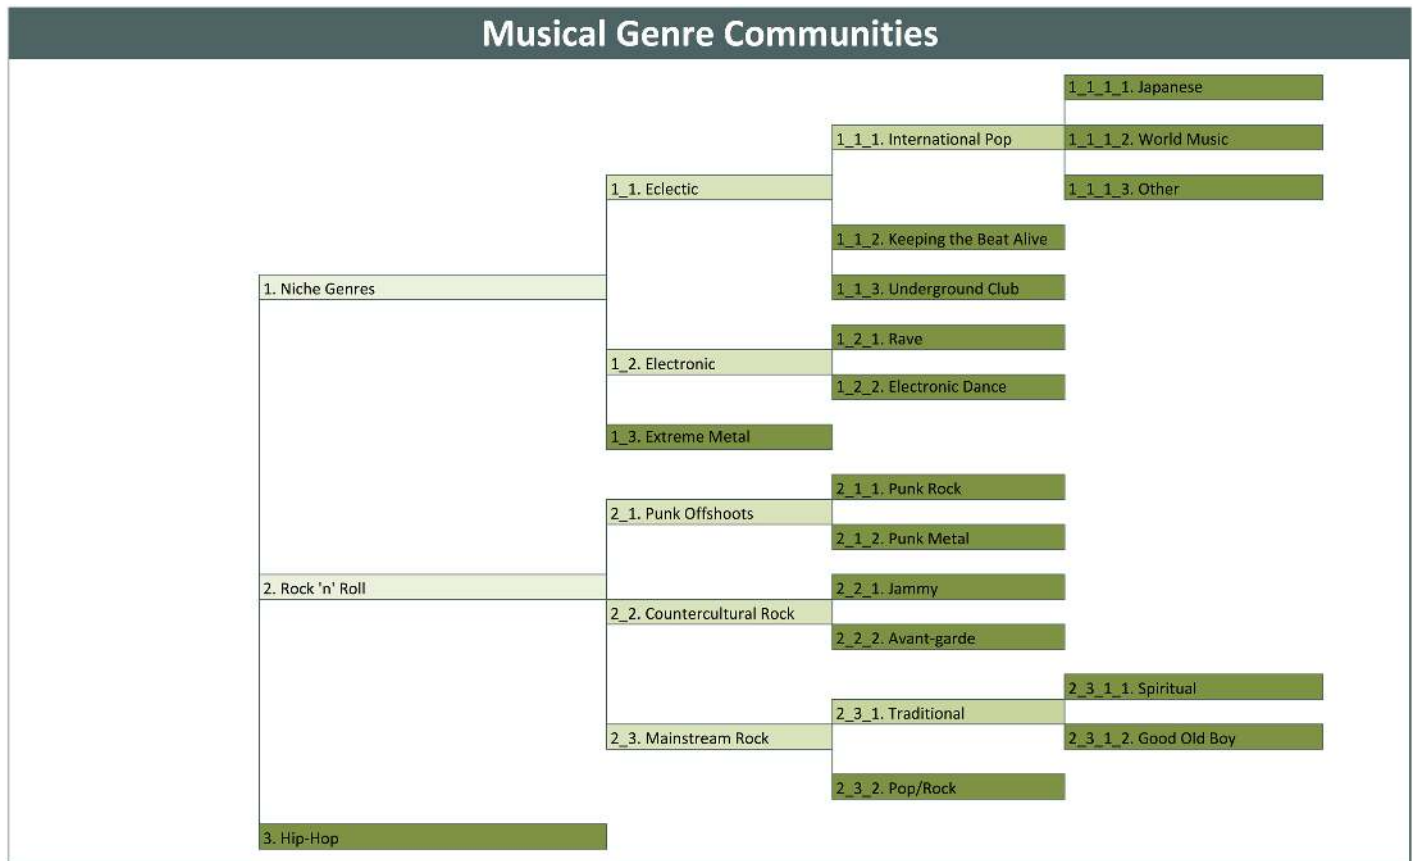 Musical Genre Communities
1_1_1_1. Japanese
1_1_1. International Pop
1_1_1_2. World Music
1_1. Eclectic
1_1_1_3. Other
1_1_2. Keeping the Beat Alive
1. Niche Genres
1_1_3. Underground Club
1_2_1. Rave
1_2. Electronic
1_2_2. Electronic Dance
1_3. Extreme Metal
2_1_1. Punk Rock
2_1. Punk Offshoots
2_1_2. Punk Metal
2. Rock 'n' Roll
2_2_1. Jammy
2_2. Countercultural Rock
2_2_2. Avant-garde
2_3_1_1. Spiritual
2_3_1. Traditional
2_3. Mainstream Rock
2_3_1_2. Good Old Boy
2_3_2. Pop/Rock
3. Hip-Hop